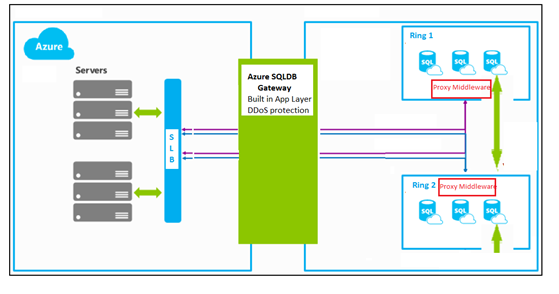 Azure
Servers
S
L
B
Azure SQLDB
Gateway
Built in App Layer
DDoS protection
Ring 1
SQL
SQL
SQL
Proxy Middleware
Ring 2
Proxy Middleware
SQL
SQL
SQL